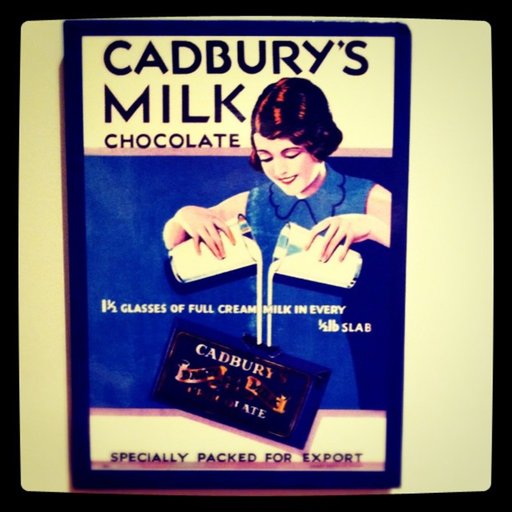 CADBURY'S
MILK
CHOCOLATE
1½ GLASSES OF FULL CREAM MILK IN EVERY
½lb SLAB
CADBURY'S
CHOCOLATE
SPECIALLY PACKED FOR EXPORT